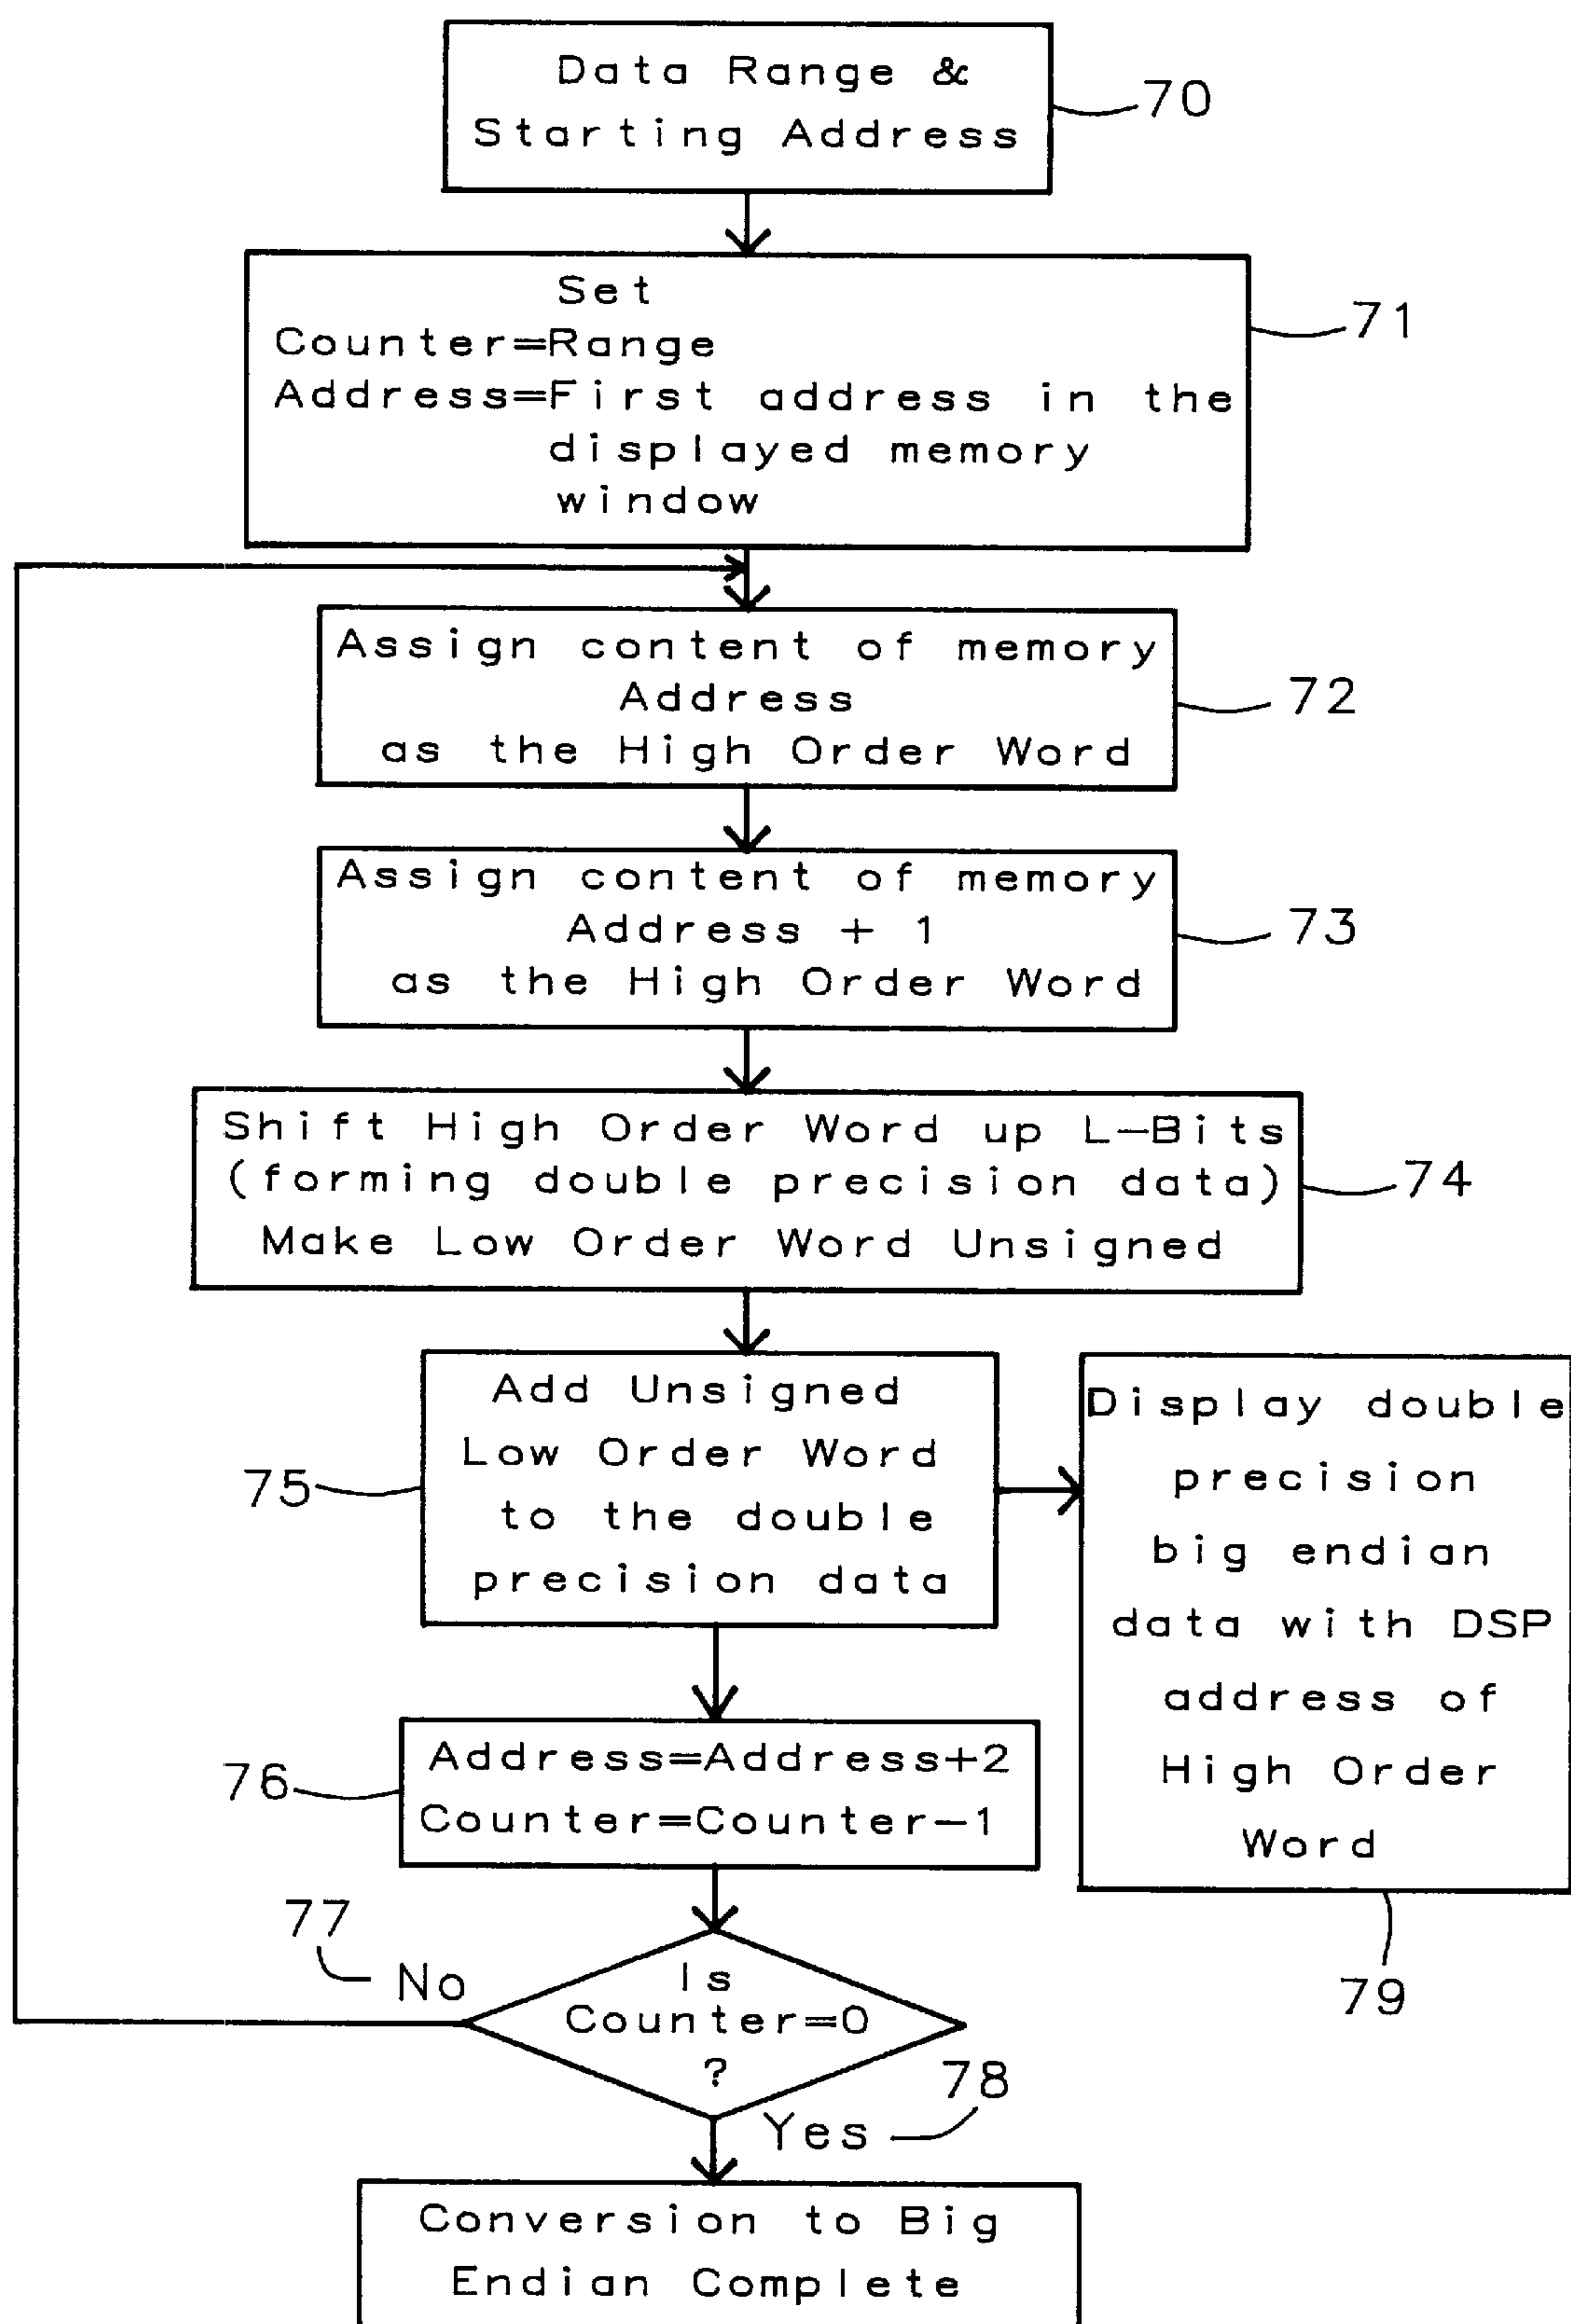 Data Range &
Starting Address
70
Set
Counter=Range
Address=First address in the
displayed memory
window
71
Assign content of memory
Address
as the High Order Word
72
Assign content of memory
Address + 1
as the High Order Word
73
Shift High Order Word up L-Bits
(forming double precision data)
Make Low Order Word Unsigned
74
Add Unsigned
Low Order Word
to the double
precision data
75
Display double
precision
big endian
data with DSP
address of
High Order
Word
79
Address=Address+2
Counter=Counter-1
76
Is
Counter=0
?
77
No
78
Yes
Conversion to Big
Endian Complete